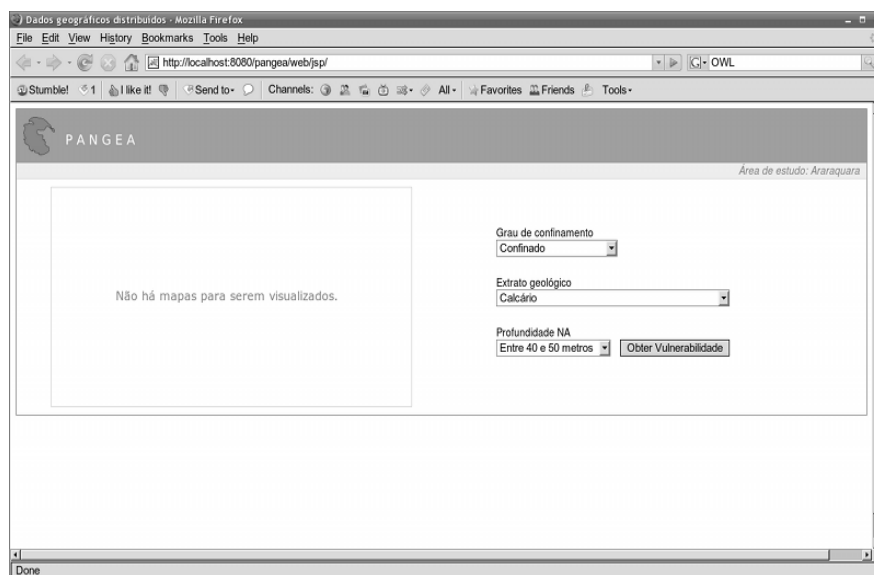 Dados geográficos distribuídos - Mozilla Firefox
File Edit View History Bookmarks Tools Help
http://localhost:8080/pangea/web/jsp/ G OWL
Stumble! 1 I like it! Send to Channels: All Favorites Friends Tools
PANGEA
Área de estudo: Araraquara
Grau de confinamento
Confinado
Extrato geológico
Não há mapas para serem visualizados. Calcário
Profundidade NA
Entre 40 e 50 metros Obter Vulnerabilidade
Done